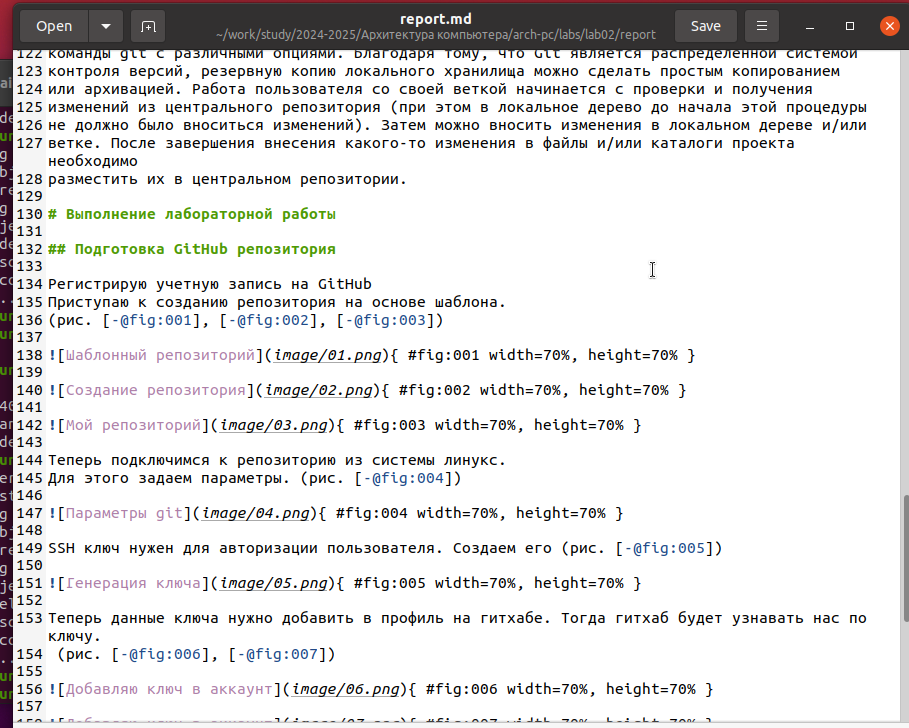 Open
report.md
~/work/study/2024-2025/Архитектура компьютера/arch-pc/labs/lab02/report
Save
122 команды git с различными опциями. Благодаря тому, что Git является распределенной системой
123 контроля версий, резервную копию локального хранилища можно сделать простым копированием
124 или архивацией. Работа пользователя со своей веткой начинается с проверки и получения
125 изменений из центрального репозитория (при этом в локальное дерево до начала этой процедуры
126 не должно было вноситься изменений). Затем можно вносить изменения в локальном дереве и/или
127 ветке. После завершения внесения какого-то изменения в файлы и/или каталоги проекта
необходимо
128 разместить их в центральном репозитории.
129
130 # Выполнение лабораторной работы
131
132 ## Подготовка GitHub репозитория
133
134 Регистрирую учетную запись на GitHub
135 Приступаю к созданию репозитория на основе шаблона.
136 (рис. [-@fig:001], [-@fig:002], [-@fig:003])
137
138 ![Шаблонный репозиторий](image/01.png){ #fig:001 width=70%, height=70% }
139
140 ![Создание репозитория](image/02.png){ #fig:002 width=70%, height=70% }
141
142 ![Мой репозиторий](image/03.png){ #fig:003 width=70%, height=70% }
143
144 Теперь подключимся к репозиторию из системы линукс.
145 Для этого задаем параметры. (рис. [-@fig:004])
146
147 ![Параметры git](image/04.png){ #fig:004 width=70%, height=70% }
148
149 SSH ключ нужен для авторизации пользователя. Создаем его (рис. [-@fig:005])
150
151 ![Генерация ключа](image/05.png){ #fig:005 width=70%, height=70% }
152
153 Теперь данные ключа нужно добавить в профиль на гитхабе. Тогда гитхаб будет узнавать нас по
ключу.
154  (рис. [-@fig:006], [-@fig:007])
155
156 ![Добавляю ключ в аккаунт](image/06.png){ #fig:006 width=70%, height=70% }
157